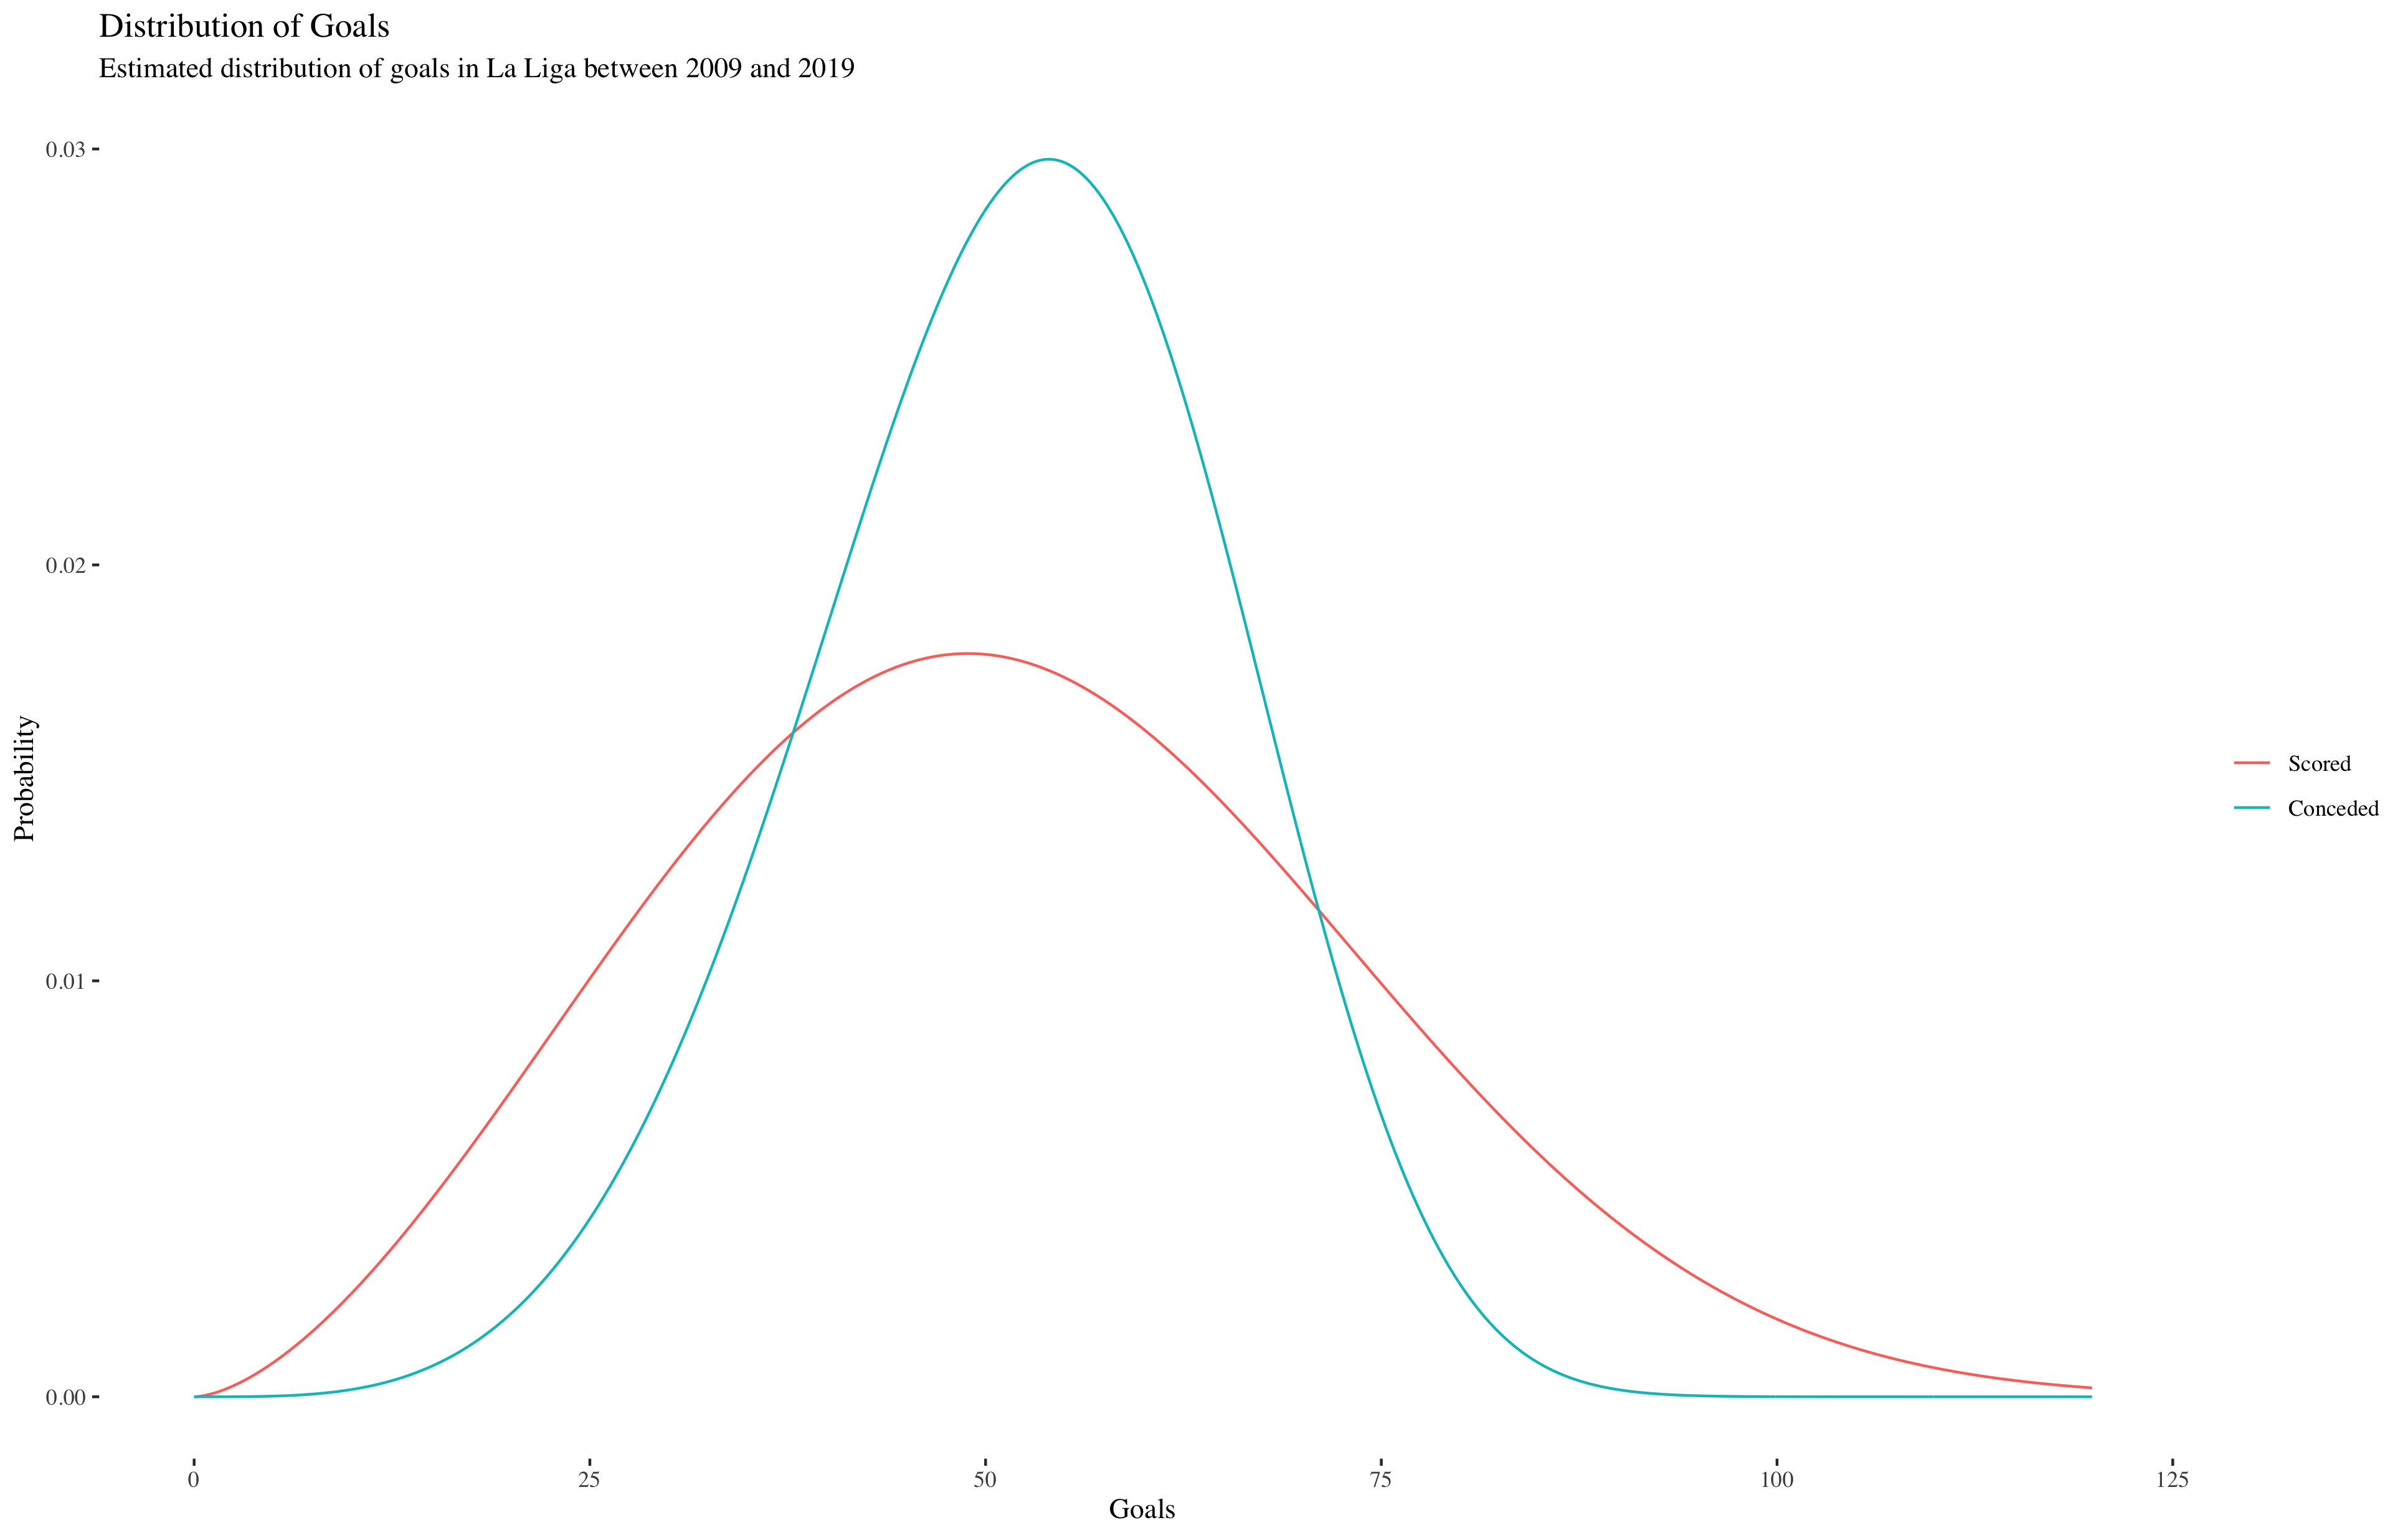 Distribution of Goals
Estimated distribution of goals in La Liga between 2009 and 2019
0.03
0.02
0.01
0.00
Probability
0 25 50 75 100 125
Goals
Scored
Conceded